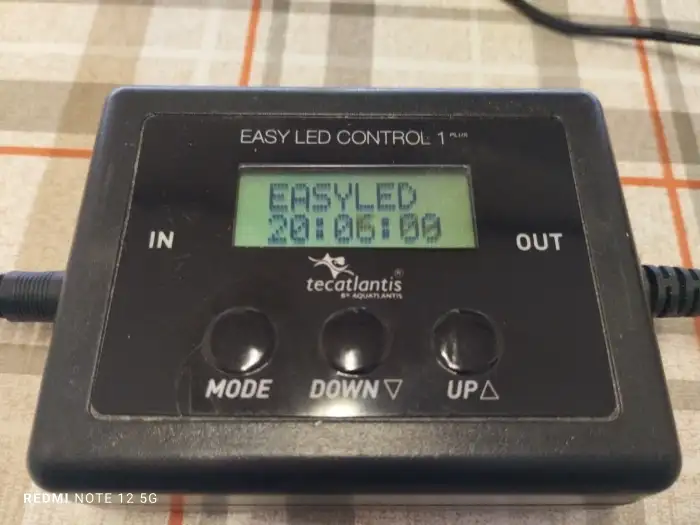 EASY LED CONTROL 1 PLUS
EASYLED
20:06:00
IN
OUT
tecatlantis®
BY AQUATLANTIS
MODE
DOWN ▽
UP △
REDMI NOTE 12 5G